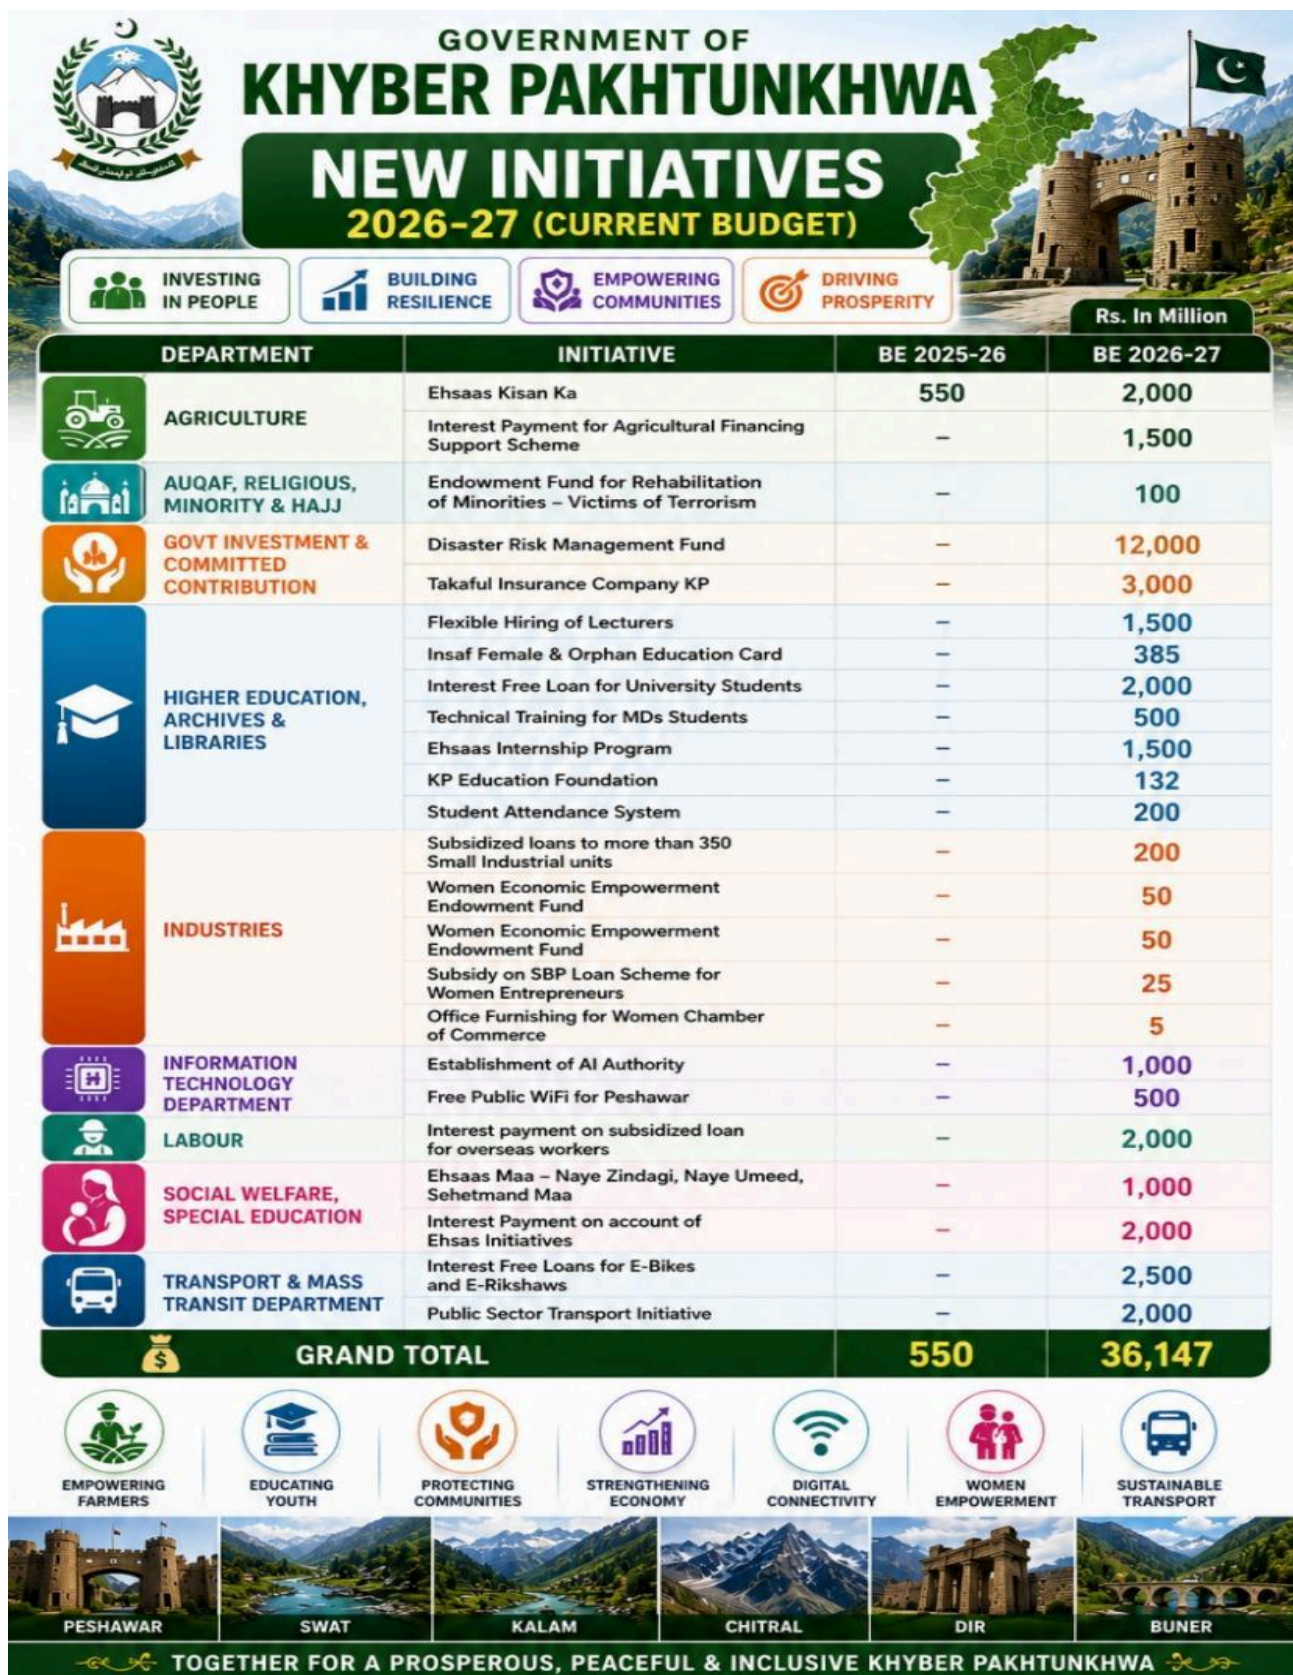 GOVERNMENT OF
KHYBER PAKHTUNKHWA
NEW INITIATIVES
2026-27 (CURRENT BUDGET)
INVESTING
IN PEOPLE
BUILDING
RESILIENCE
EMPOWERING
COMMUNITIES
DRIVING
PROSPERITY
Rs. In Million
DEPARTMENT INITIATIVE BE 2025-26 BE 2026-27
AGRICULTURE
Ehsaas Kisan Ka 550 2,000
Interest Payment for Agricultural Financing
Support Scheme – 1,500
AUQAF, RELIGIOUS,
MINORITY & HAJJ
Endowment Fund for Rehabilitation
of Minorities – Victims of Terrorism – 100
GOVT INVESTMENT &
COMMITTED
CONTRIBUTION
Disaster Risk Management Fund – 12,000
Takaful Insurance Company KP – 3,000
HIGHER EDUCATION,
ARCHIVES &
LIBRARIES
Flexible Hiring of Lecturers – 1,500
Insaf Female & Orphan Education Card – 385
Interest Free Loan for University Students – 2,000
Technical Training for MDs Students – 500
Ehsaas Internship Program – 1,500
KP Education Foundation – 132
Student Attendance System – 200
INDUSTRIES
Subsidized loans to more than 350
Small Industrial units – 200
Women Economic Empowerment
Endowment Fund – 50
Women Economic Empowerment
Endowment Fund – 50
Subsidy on SBP Loan Scheme for
Women Entrepreneurs – 25
Office Furnishing for Women Chamber
of Commerce – 5
INFORMATION
TECHNOLOGY
DEPARTMENT
Establishment of AI Authority – 1,000
Free Public WiFi for Peshawar – 500
LABOUR
Interest payment on subsidized loan
for overseas workers – 2,000
SOCIAL WELFARE,
SPECIAL EDUCATION
Ehsaas Maa – Naye Zindagi, Naye Umeed,
Sehetmand Maa – 1,000
Interest Payment on account of
Ehsas Initiatives – 2,000
TRANSPORT & MASS
TRANSIT DEPARTMENT
Interest Free Loans for E-Bikes
and E-Rikshaws – 2,500
Public Sector Transport Initiative – 2,000
$ GRAND TOTAL 550 36,147
EMPOWERING
FARMERS
EDUCATING
YOUTH
PROTECTING
COMMUNITIES
STRENGTHENING
ECONOMY
DIGITAL
CONNECTIVITY
WOMEN
EMPOWERMENT
SUSTAINABLE
TRANSPORT
PESHAWAR SWAT KALAM CHITRAL DIR BUNER
TOGETHER FOR A PROSPEROUS, PEACEFUL & INCLUSIVE KHYBER PAKHTUNKHWA